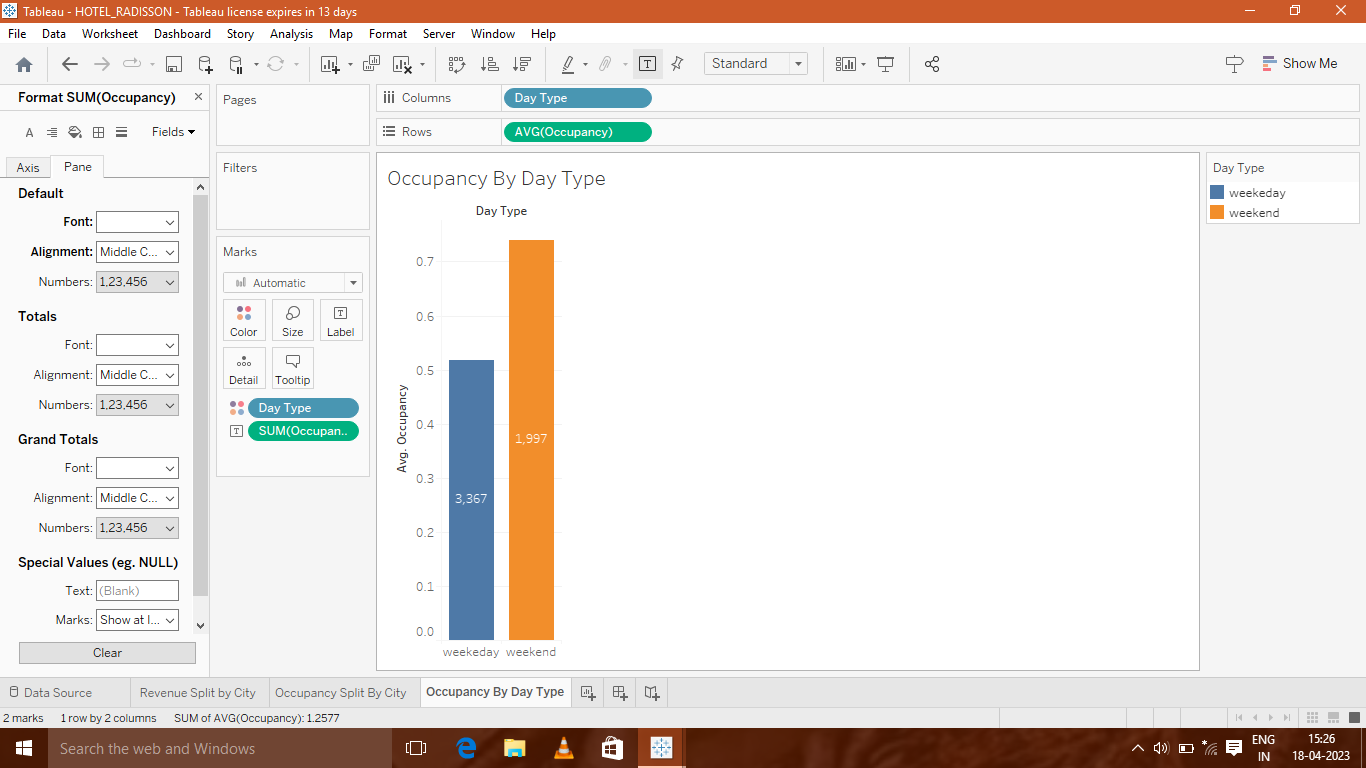 Tableau - HOTEL_RADISSON - Tableau license expires in 13 days
File Data Worksheet Dashboard Story Analysis Map Format Server Window Help
Standard
Show Me
Format SUM(Occupancy)
Fields
Axis Pane
Default
Font:
Alignment: Middle C...
Numbers: 1,23,456
Totals
Font:
Alignment: Middle C...
Numbers: 1,23,456
Grand Totals
Font:
Alignment: Middle C...
Numbers: 1,23,456
Special Values (eg. NULL)
Text: (Blank)
Marks: Show at l...
Clear
Pages
Filters
Marks
Automatic
Color Size Label
Detail Tooltip
Day Type
SUM(Occupan..
Columns Day Type
Rows AVG(Occupancy)
Occupancy By Day Type
Day Type
Avg. Occupancy
0.7
0.6
0.5
0.4
0.3
0.2
0.1
0.0
1,997
3,367
weekeday weekend
Day Type
weekeday
weekend
Data Source Revenue Split by City Occupancy Split By City Occupancy By Day Type
2 marks 1 row by 2 columns SUM of AVG(Occupancy): 1.2577
Search the web and Windows
ENG
IN
15:26
18-04-2023